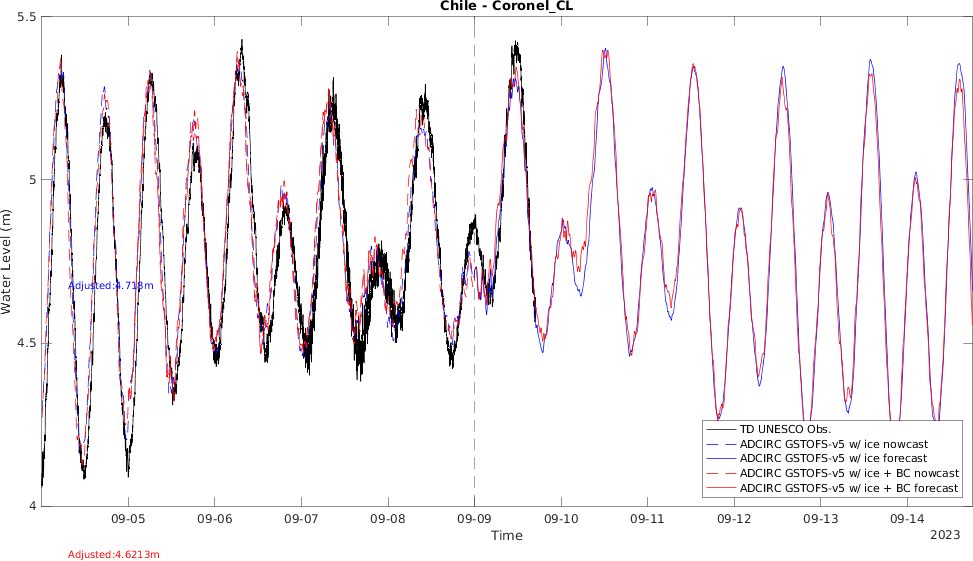 Chile - Coronel_CL
5.5
5
4.5
4
Water Level (m)
Adjusted:4.713m
TD UNESCO Obs.
ADCIRC GSTOFS-v5 w/ ice nowcast
ADCIRC GSTOFS-v5 w/ ice forecast
ADCIRC GSTOFS-v5 w/ ice + BC nowcast
ADCIRC GSTOFS-v5 w/ ice + BC forecast
09-05 09-06 09-07 09-08 09-09 09-10 09-11 09-12 09-13 09-14
Time
2023
Adjusted:4.6213m